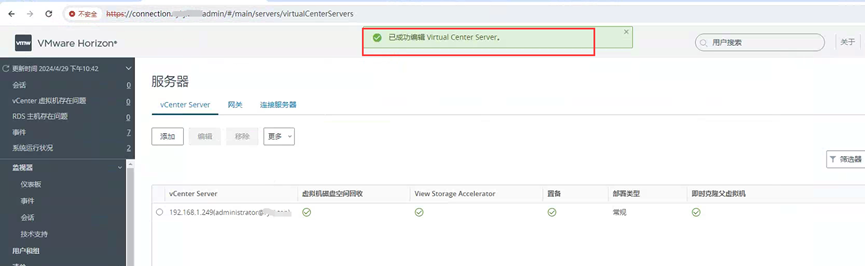 不安全 https://connection. admin/#/main/servers/virtualCenterServers
vmw VMware Horizon®
已成功编辑 Virtual Center Server。
用户搜索
关于
更新时间 2024/4/29 下午10:42
会话 0
vCenter 虚拟机存在问题 0
RDS 主机存在问题 0
事件 7
系统运行状况 2
监视器
仪表板
事件
会话
技术支持
用户和组
服务器
vCenter Server 网关 连接服务器
添加 编辑 移除 更多
筛选器
vCenter Server 虚拟机磁盘空间回收 View Storage Accelerator 置备 部署类型 即时克隆父虚拟机
192.168.1.249(administrator@ 常规